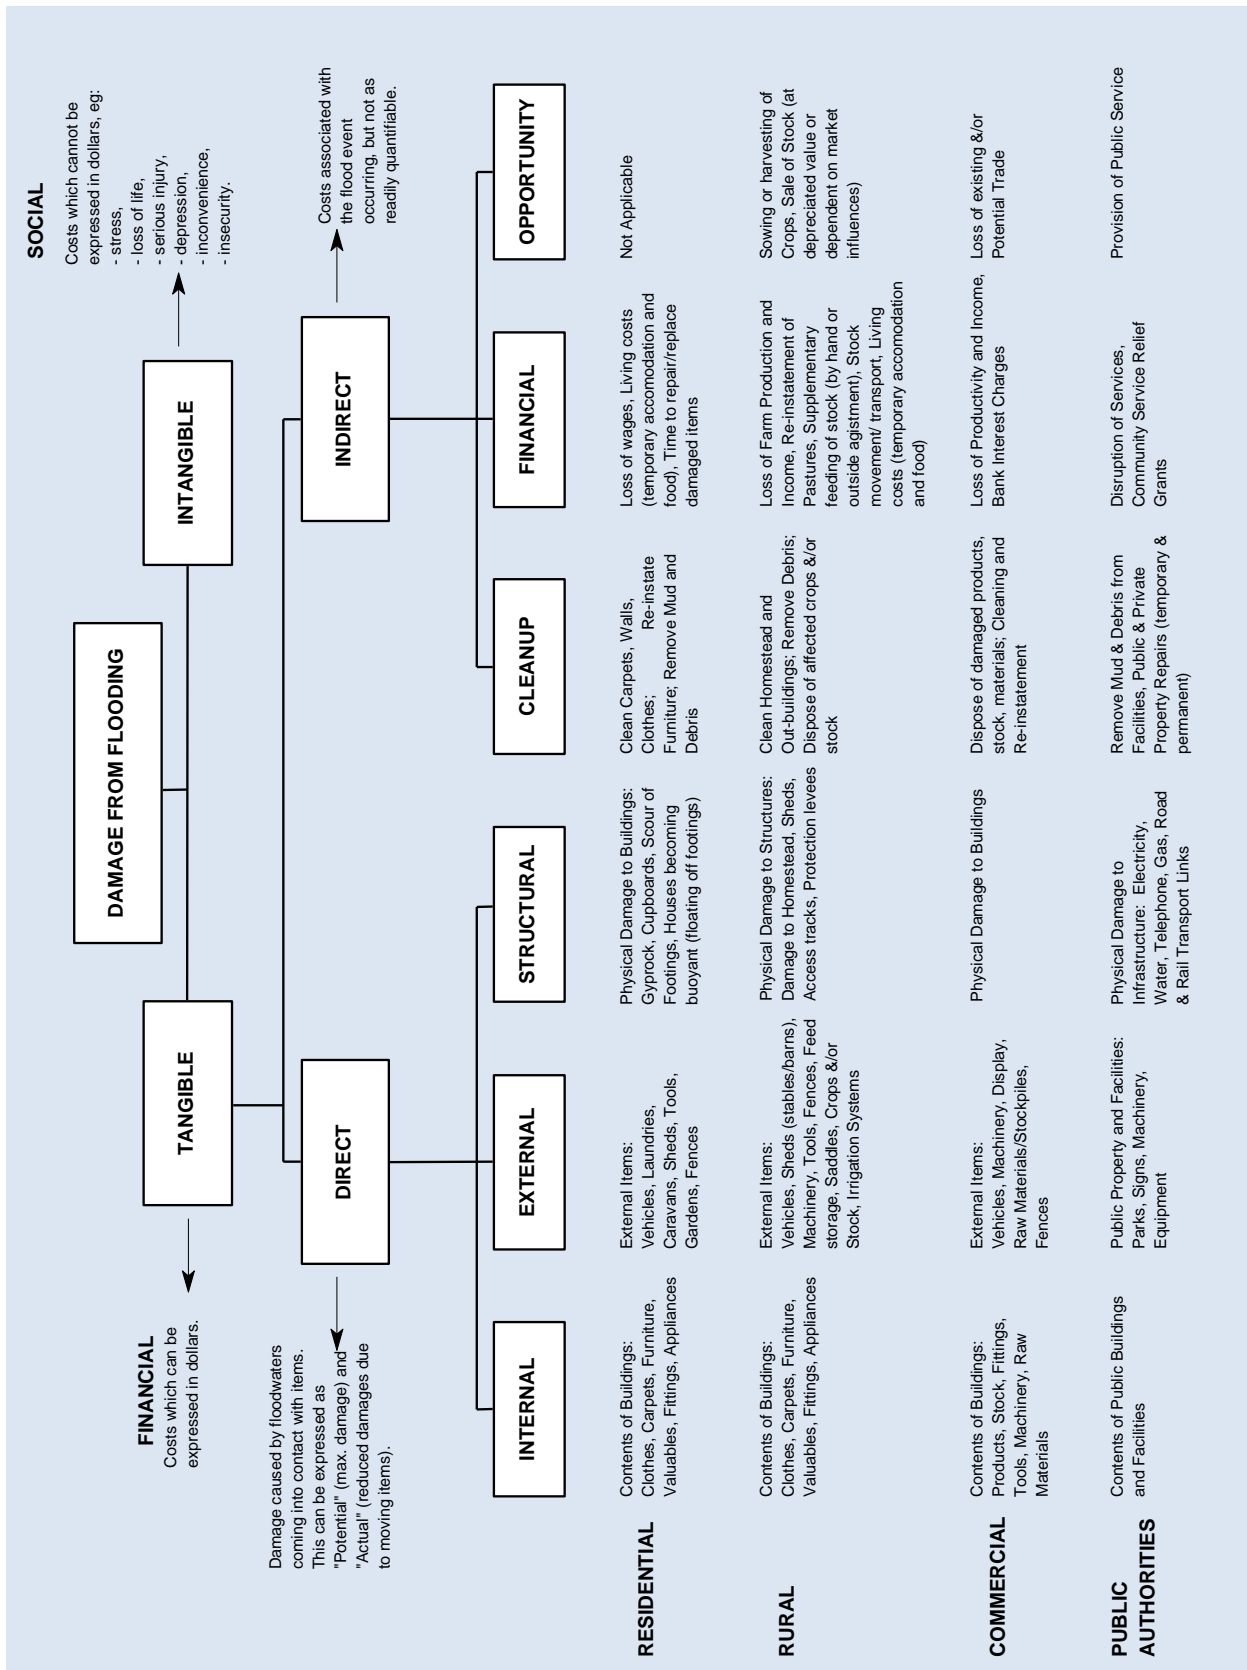 DAMAGE FROM FLOODING
FINANCIAL
Costs which can be
expressed in dollars.
TANGIBLE
INTANGIBLE
SOCIAL
Costs which cannot be
expressed in dollars, eg:
- stress,
- loss of life,
- serious injury,
- depression,
- inconvenience,
- insecurity.
Damage caused by floodwaters
coming into contact with items.
This can be expressed as
"Potential" (max. damage) and
"Actual" (reduced damages due
to moving items).
DIRECT
INDIRECT
Costs associated with
the flood event
occurring, but not as
readily quantifiable.
INTERNAL
EXTERNAL
STRUCTURAL
CLEANUP
FINANCIAL
OPPORTUNITY
RESIDENTIAL
Contents of Buildings:
Clothes, Carpets, Furniture,
Valuables, Fittings, Appliances
External Items:
Vehicles, Laundries,
Caravans, Sheds, Tools,
Gardens, Fences
Physical Damage to Buildings:
Gyprock, Cupboards, Scour of
Footings, Houses becoming
buoyant (floating off footings)
Clean Carpets, Walls,
Clothes; Re-instate
Furniture; Remove Mud and
Debris
Loss of wages, Living costs
(temporary accomodation and
food), Time to repair/replace
damaged items
Not Applicable
RURAL
Contents of Buildings:
Clothes, Carpets, Furniture,
Valuables, Fittings, Appliances
External Items:
Vehicles, Sheds (stables/barns),
Machinery, Tools, Fences, Feed
storage, Saddles, Crops &/or
Stock, Irrigation Systems
Physical Damage to Structures:
Damage to Homestead, Sheds,
Access tracks, Protection levees
Clean Homestead and
Out-buildings; Remove Debris;
Dispose of affected crops &/or
stock
Loss of Farm Production and
Income, Re-instatement of
Pastures, Supplementary
feeding of stock (by hand or
outside agistment), Stock
movement/ transport, Living
costs (temporary accomodation
and food)
Sowing or harvesting of
Crops, Sale of Stock (at
depreciated value or
dependent on market
influences)
COMMERCIAL
Contents of Buildings:
Products, Stock, Fittings,
Tools, Machinery, Raw
Materials
External Items:
Vehicles, Machinery, Display,
Raw Materials/Stockpiles,
Fences
Physical Damage to Buildings
Dispose of damaged products,
stock, materials; Cleaning and
Re-instatement
Loss of Productivity and Income,
Bank Interest Charges
Loss of existing &/or
Potential Trade
PUBLIC
AUTHORITIES
Contents of Public Buildings
and Facilities
Public Property and Facilities:
Parks, Signs, Machinery,
Equipment
Physical Damage to
Infrastructure: Electricity,
Water, Telephone, Gas, Road
& Rail Transport Links
Remove Mud & Debris from
Facilities, Public & Private
Property Repairs (temporary &
permanent)
Disruption of Services,
Community Service Relief
Grants
Provision of Public Service